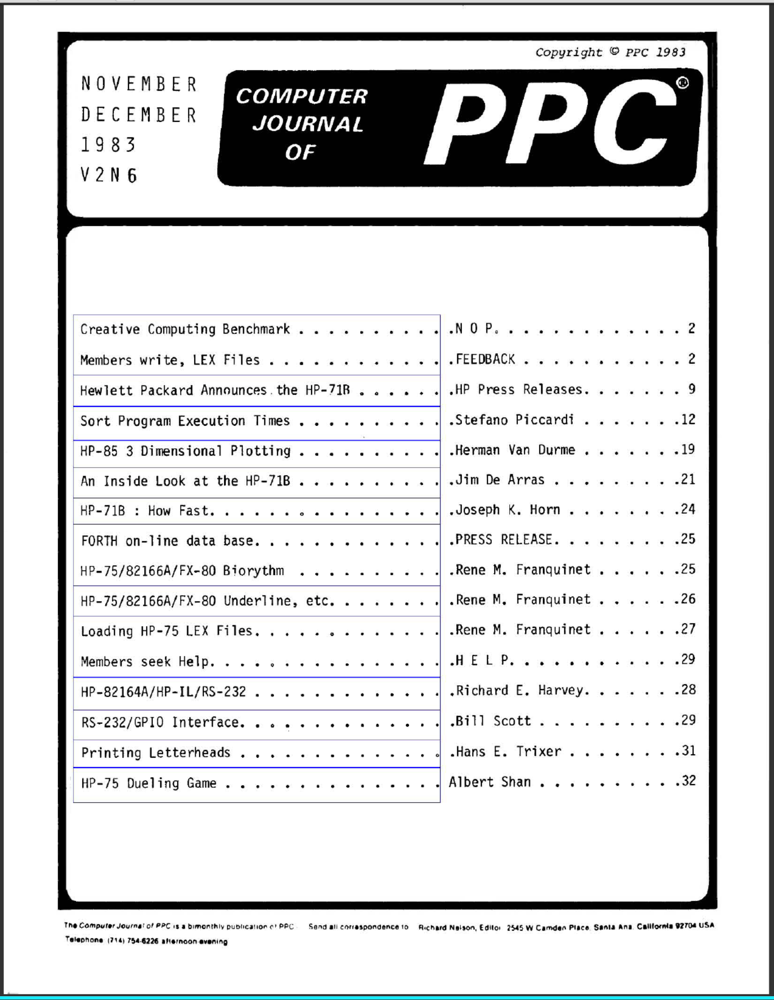 Copyright © PPC 1983
NOVEMBER
DECEMBER
1983
V2N6
COMPUTER
JOURNAL
OF
PPC®
Creative Computing Benchmark . . . . . . . . . . .N O P. . . . . . . . . . . . . 2
Members write, LEX Files . . . . . . . . . . . . .FEEDBACK . . . . . . . . . . . 2
Hewlett Packard Announces the HP-71B . . . . . . .HP Press Releases. . . . . . . 9
Sort Program Execution Times . . . . . . . . . . .Stefano Piccardi . . . . . . .12
HP-85 3 Dimensional Plotting . . . . . . . . . . .Herman Van Durme . . . . . . .19
An Inside Look at the HP-71B . . . . . . . . . . .Jim De Arras . . . . . . . . .21
HP-71B : How Fast. . . . . . . . . . . . . . . . .Joseph K. Horn . . . . . . . .24
FORTH on-line data base. . . . . . . . . . . . . .PRESS RELEASE. . . . . . . . .25
HP-75/82166A/FX-80 Biorythm . . . . . . . . . . .Rene M. Franquinet . . . . . .25
HP-75/82166A/FX-80 Underline, etc. . . . . . . . .Rene M. Franquinet . . . . . .26
Loading HP-75 LEX Files. . . . . . . . . . . . . .Rene M. Franquinet . . . . . .27
Members seek Help. . . . . . . . . . . . . . . . .H E L P. . . . . . . . . . . .29
HP-82164A/HP-IL/RS-232 . . . . . . . . . . . . . .Richard E. Harvey. . . . . . .28
RS-232/GPIO Interface. . . . . . . . . . . . . . .Bill Scott . . . . . . . . . .29
Printing Letterheads . . . . . . . . . . . . . . .Hans E. Trixer . . . . . . . .31
HP-75 Dueling Game . . . . . . . . . . . . . . . Albert Shan . . . . . . . . . .32
The Computer Journal of PPC is a bimonthly publication of PPC. Send all correspondence to Richard Nelson, Editor 2545 W Camden Place, Santa Ana, California 92704 USA
Telephone (714) 754-6226 afternoon-evening